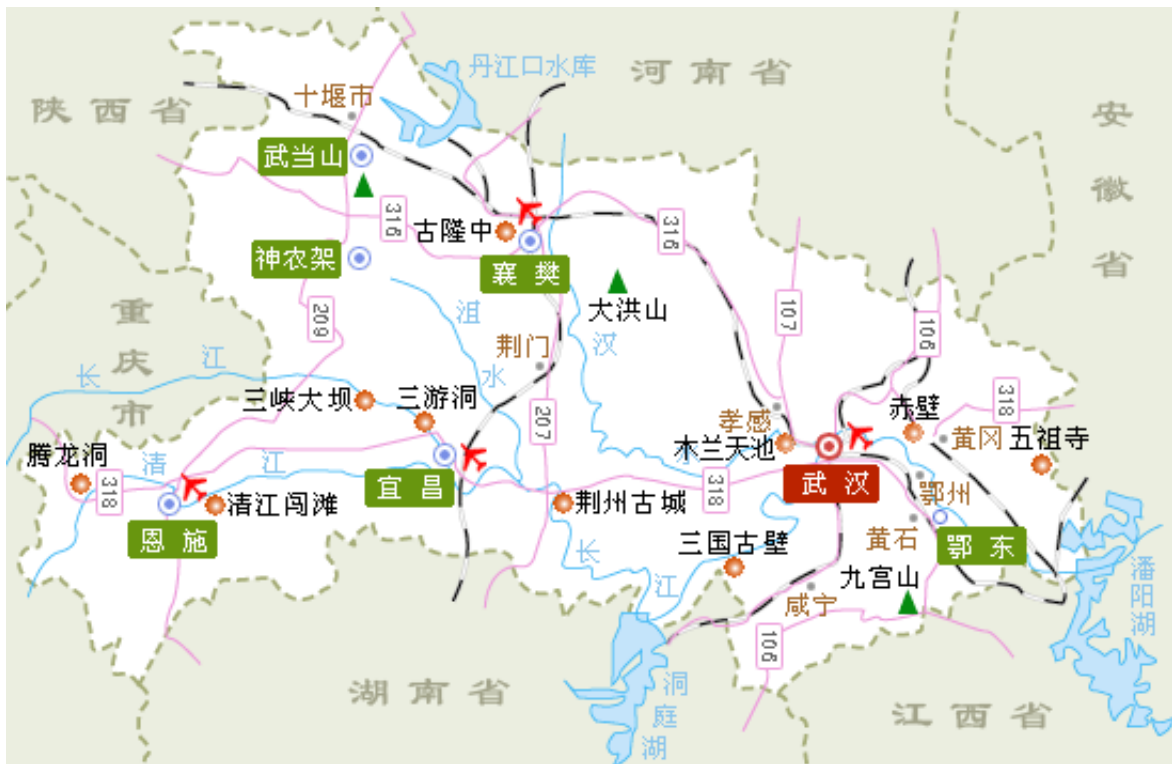 丹江口水库
河南省
陕西省
十堰市
安徽省
武当山
316
316
古隆中
神农架
襄樊
大洪山
重庆市
209
沮水
汉
107
106
荆门
长江
三峡大坝
三游洞
207
孝感
赤壁
318
黄冈
五祖寺
木兰天池
腾龙洞
318
清江
宜昌
武汉
318
鄂州
清江闯滩
荆州古城
恩施
三国古壁
黄石
鄂东
长江
九宫山
咸宁
潘阳湖
106
湖南省
洞庭湖
江西省